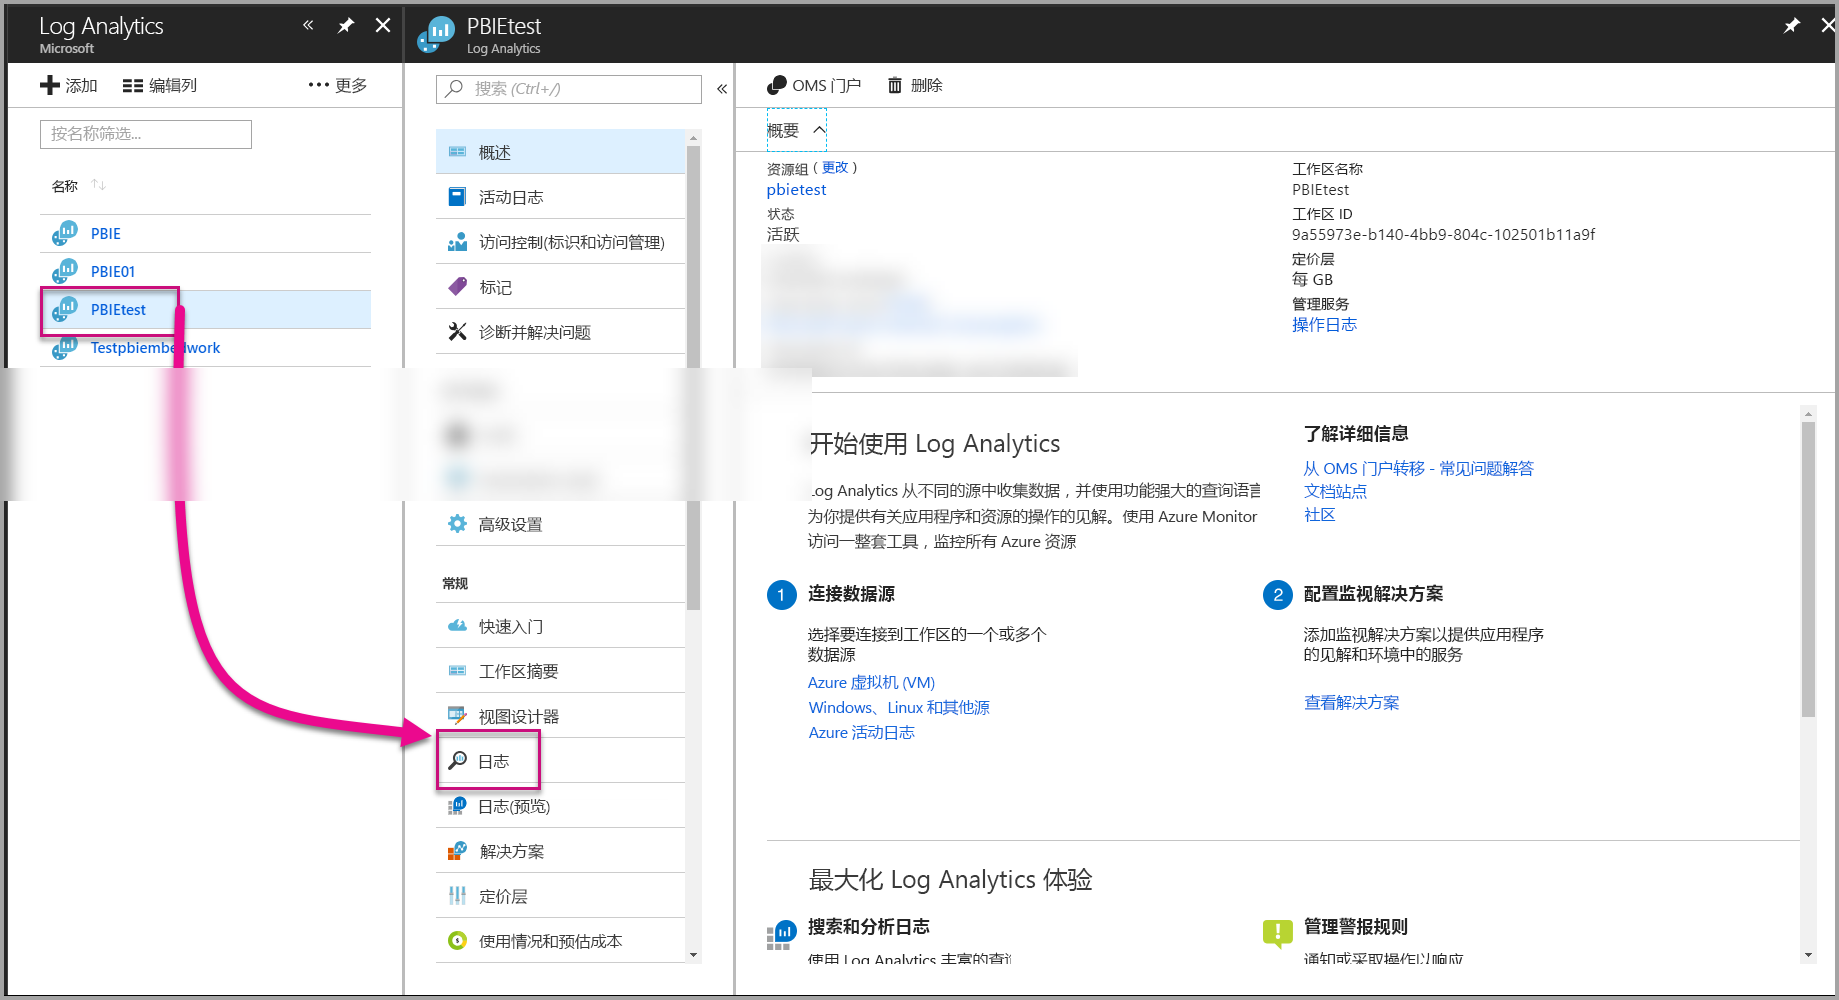 Log Analytics
Microsoft
添加
编辑列
更多
按名称筛选...
名称
PBIE
PBIE01
PBIEtest
Testpbiembedwork
PBIEtest
Log Analytics
搜索 (Ctrl+/)
概述
活动日志
访问控制(标识和访问管理)
标记
诊断并解决问题
高级设置
常规
快速入门
工作区摘要
视图设计器
日志
日志(预览)
解决方案
定价层
使用情况和预估成本
OMS 门户
删除
概要
资源组 (更改)
pbietest
状态
活跃
工作区名称
PBIEtest
工作区 ID
9a55973e-b140-4bb9-804c-102501b11a9f
定价层
每 GB
管理服务
操作日志
开始使用 Log Analytics
Log Analytics 从不同的源中收集数据，并使用功能强大的查询语言
为你提供有关应用程序和资源的操作的见解。使用 Azure Monitor
访问一整套工具，监控所有 Azure 资源
了解详细信息
从 OMS 门户转移 - 常见问题解答
文档站点
社区
1 连接数据源
选择要连接到工作区的一个或多个
数据源
Azure 虚拟机 (VM)
Windows、Linux 和其他源
Azure 活动日志
2 配置监视解决方案
添加监视解决方案以提供应用程序
的见解和环境中的服务
查看解决方案
最大化 Log Analytics 体验
搜索和分析日志
使用 Log Analytics 丰富的查询
管理警报规则
通知或采取操作以响应